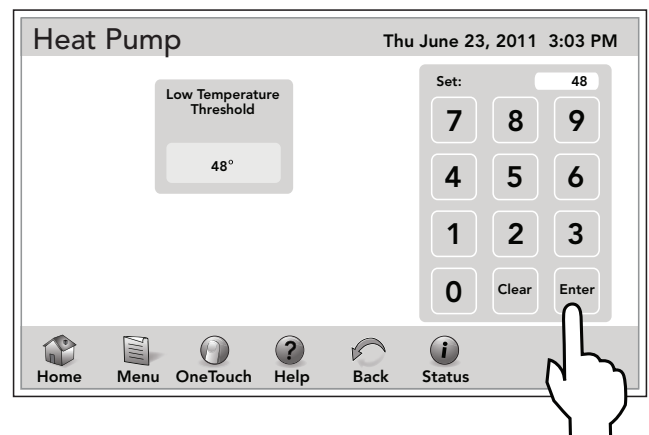 Heat Pump
Thu June 23, 2011 3:03 PM
Low Temperature
Threshold
48°
Set: 48
7 8 9
4 5 6
1 2 3
0 Clear Enter
Home Menu OneTouch Help Back Status
i
?